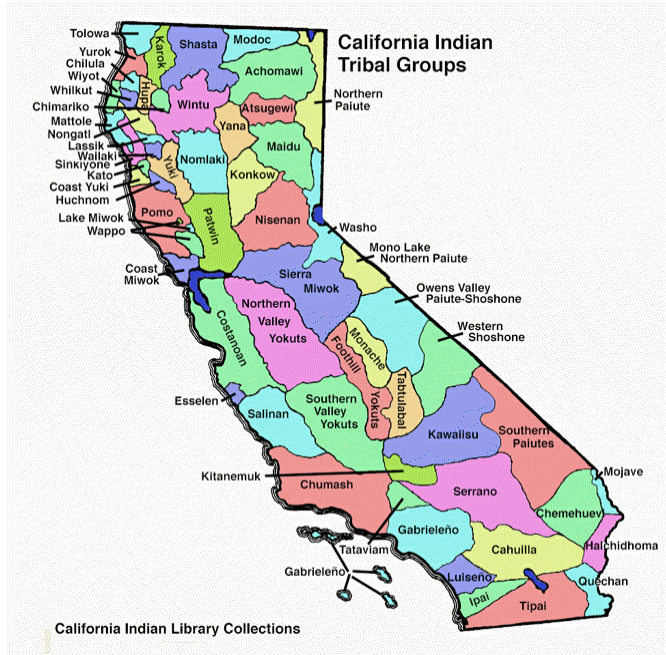 California Indian
Tribal Groups
Tolowa
Yurok
Chilula
Wiyot
Whilkut
Chimariko
Mattole
Nongatl
Lassik
Wailaki
Sinkiyone
Kato
Coast Yuki
Huchnom
Lake Miwok
Wappo
Coast
Miwok
Karok
Shasta
Modoc
Achomawi
Hupa
Wintu
Atsugewi
Northern
Paiute
Yana
Maidu
Yuki
Nomlaki
Konkow
Pomo
Patwin
Nisenan
Washo
Mono Lake
Northern Paiute
Sierra
Miwok
Owens Valley
Paiute-Shoshone
Northern
Valley
Yokuts
Costanoan
Western
Shoshone
Monache
Foothill
Yokuts
Tabtulabal
Esselen
Salinan
Southern
Valley
Yokuts
Kawaiisu
Southern
Paiutes
Kitanemuk
Chumash
Serrano
Mojave
Chemehuevi
Tataviam
Gabrieleño
Cahuilla
Halchidhoma
Gabrieleño
Luiseño
Quechan
Ipai
Tipai
California Indian Library Collections